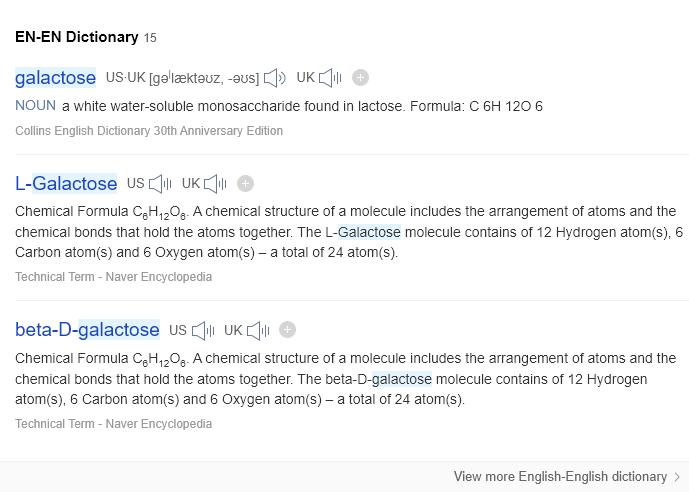 EN-EN Dictionary 15
galactose US·UK [gəˈlæktəʊz, -əʊs] UK
NOUN a white water-soluble monosaccharide found in lactose. Formula: C 6H 12O 6
Collins English Dictionary 30th Anniversary Edition
L-Galactose US UK
Chemical Formula C₆H₁₂O₆. A chemical structure of a molecule includes the arrangement of atoms and the
chemical bonds that hold the atoms together. The L-Galactose molecule contains of 12 Hydrogen atom(s), 6
Carbon atom(s) and 6 Oxygen atom(s) – a total of 24 atom(s).
Technical Term - Naver Encyclopedia
beta-D-galactose US UK
Chemical Formula C₆H₁₂O₆. A chemical structure of a molecule includes the arrangement of atoms and the
chemical bonds that hold the atoms together. The beta-D-galactose molecule contains of 12 Hydrogen
atom(s), 6 Carbon atom(s) and 6 Oxygen atom(s) – a total of 24 atom(s).
Technical Term - Naver Encyclopedia
View more English-English dictionary